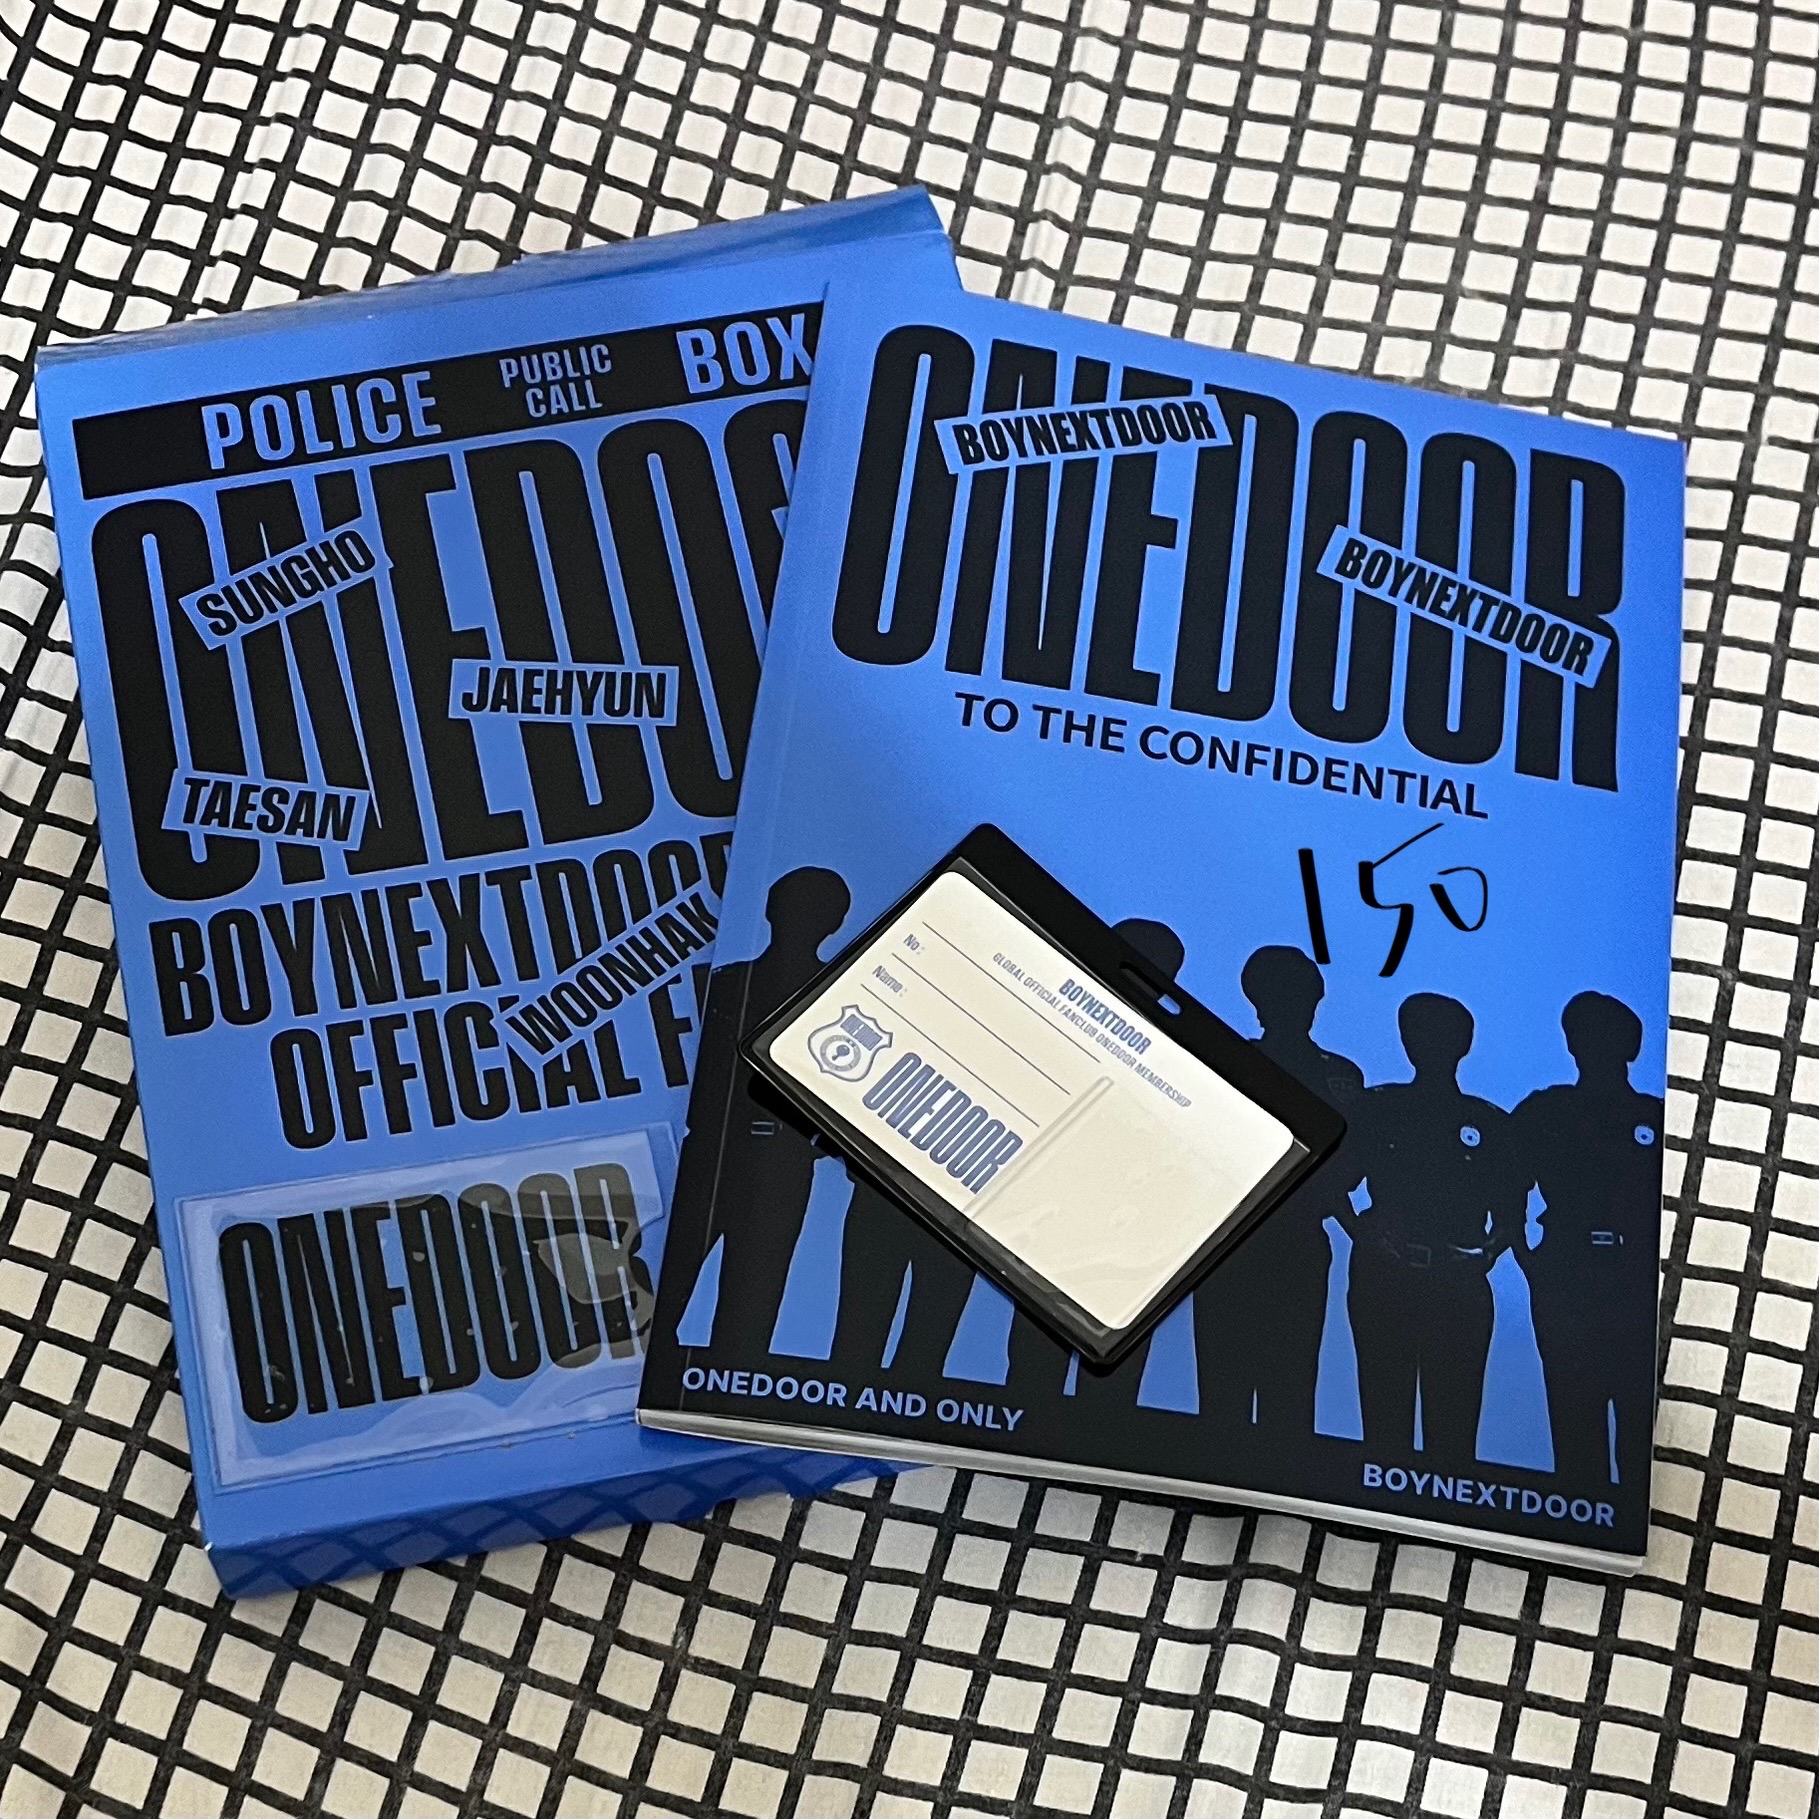 POLICE PUBLIC CALL BOX
SUNGHO
JAEHYUN
TAESAN
WOONHAK
OFFICIAL F
ONEDOOR
ONEDOOR
BOYNEXTDOOR
BOYNEXTDOOR
TO THE CONFIDENTIAL
150
BOYNEXTDOOR
GLOBAL OFFICIAL FANCLUB ONEDOOR MEMBERSHIP
No :
Name :
ONEDOOR
ONEDOOR AND ONLY
BOYNEXTDOOR